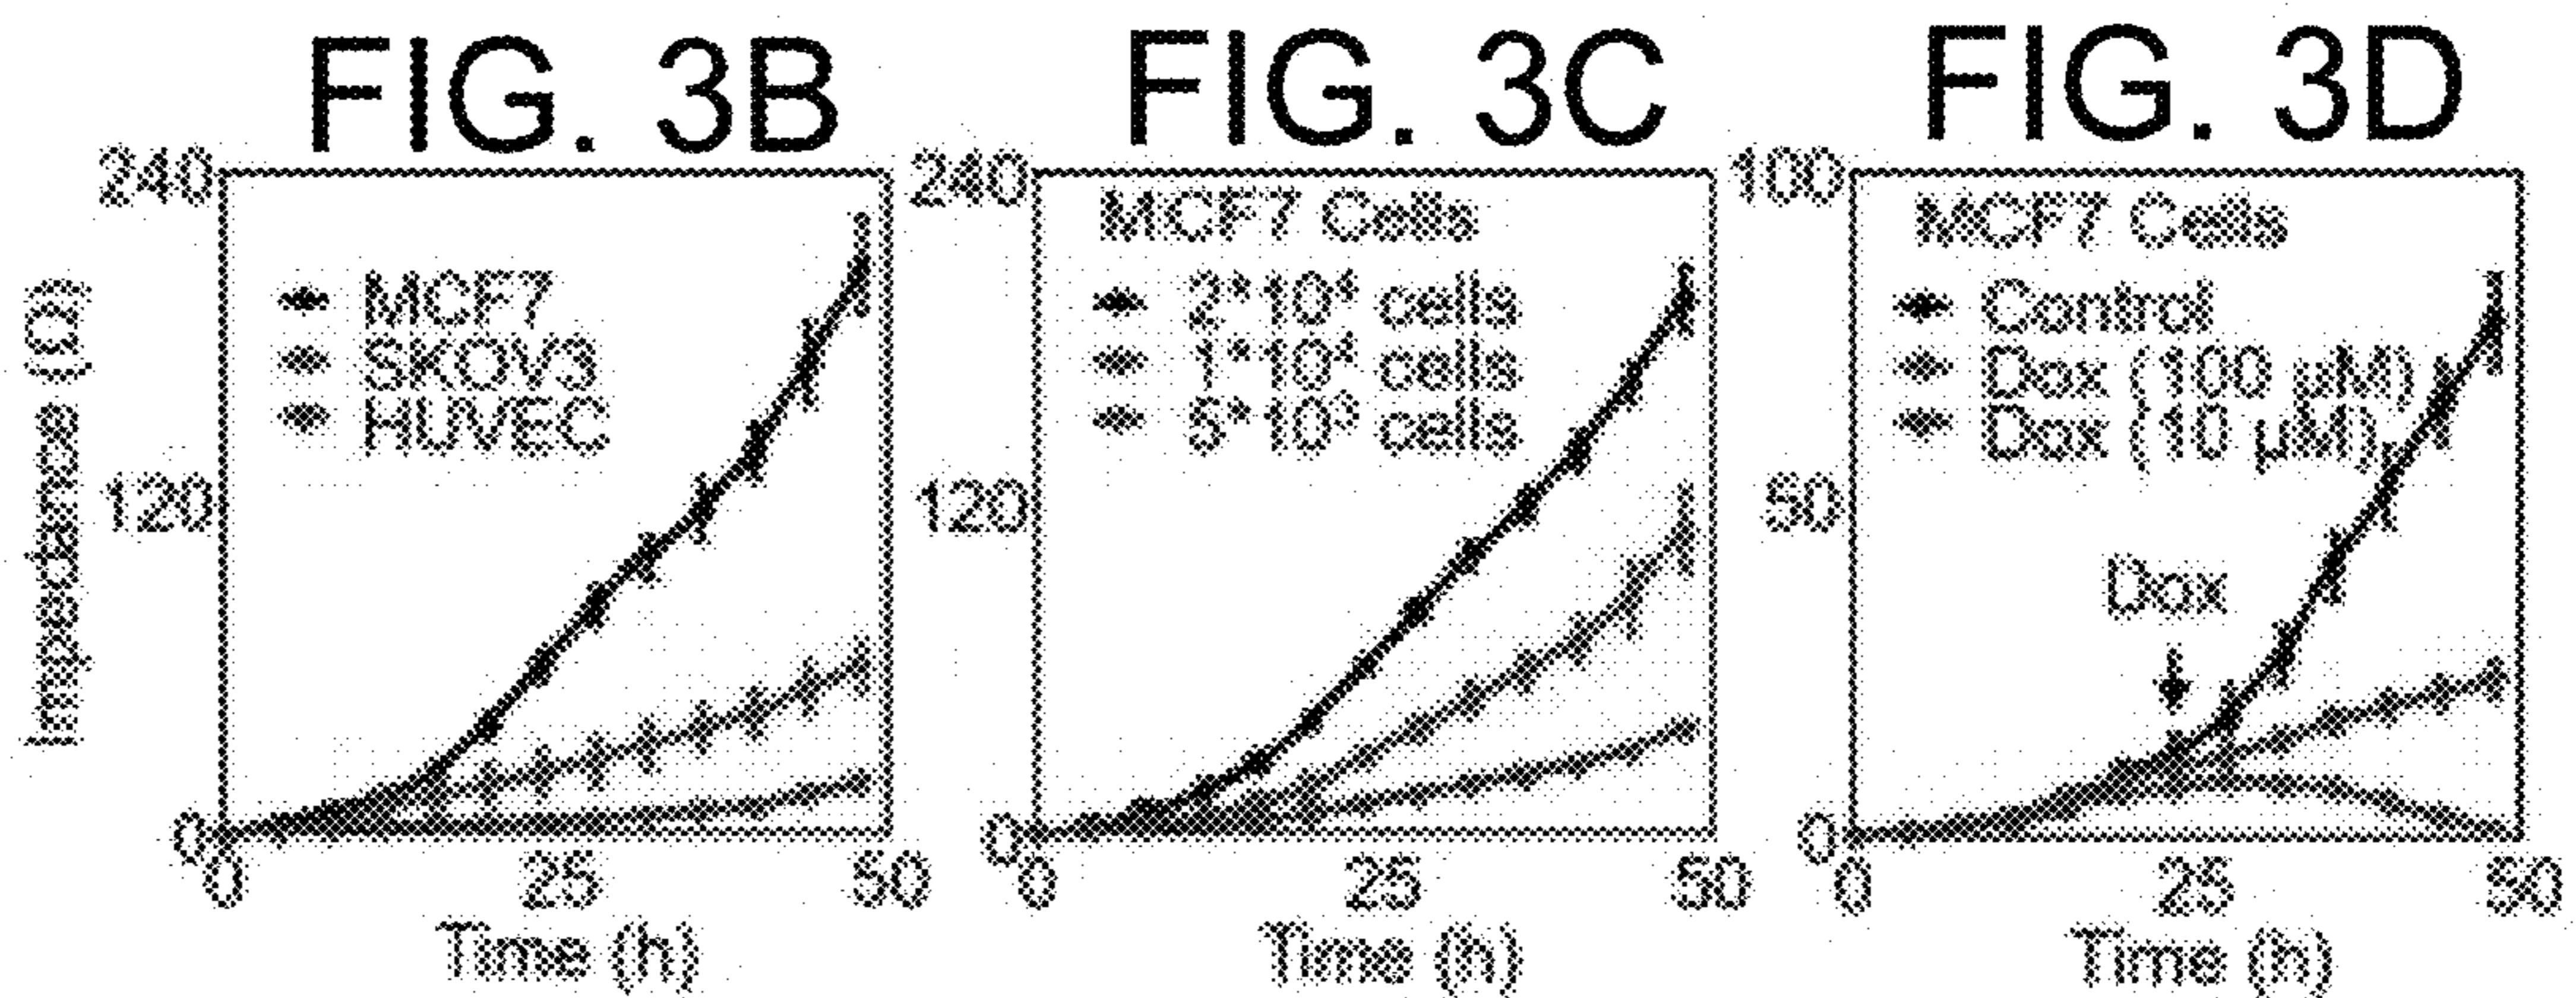 FIG. 3B
240
120
0
0
25
50
Impedance (Ω)
Time (h)
MCF7
SKOV3
HUVEC
FIG. 3C
240
120
0
0
25
50
Time (h)
MCF7 Cells
2*10⁴ cells
1*10⁴ cells
5*10³ cells
FIG. 3D
100
50
0
0
25
50
Time (h)
MCF7 Cells
Control
Dox (100 µM)
Dox (10 µM)
Dox